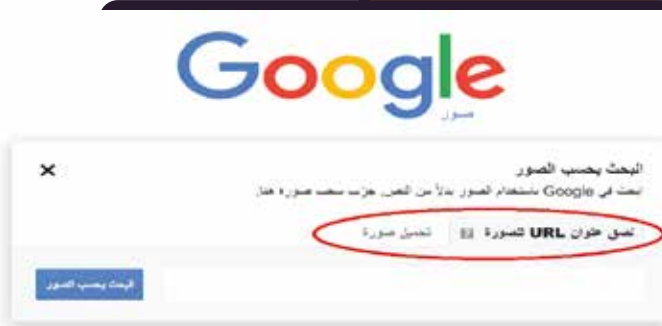 Google
صور
البحث بحسب الصور
ابحث في Google باستخدام الصور بدلاً من النص. جرّب سحب صورة هنا.
لصق عنوان URL للصورة
تحميل صورة
البحث بحسب الصور